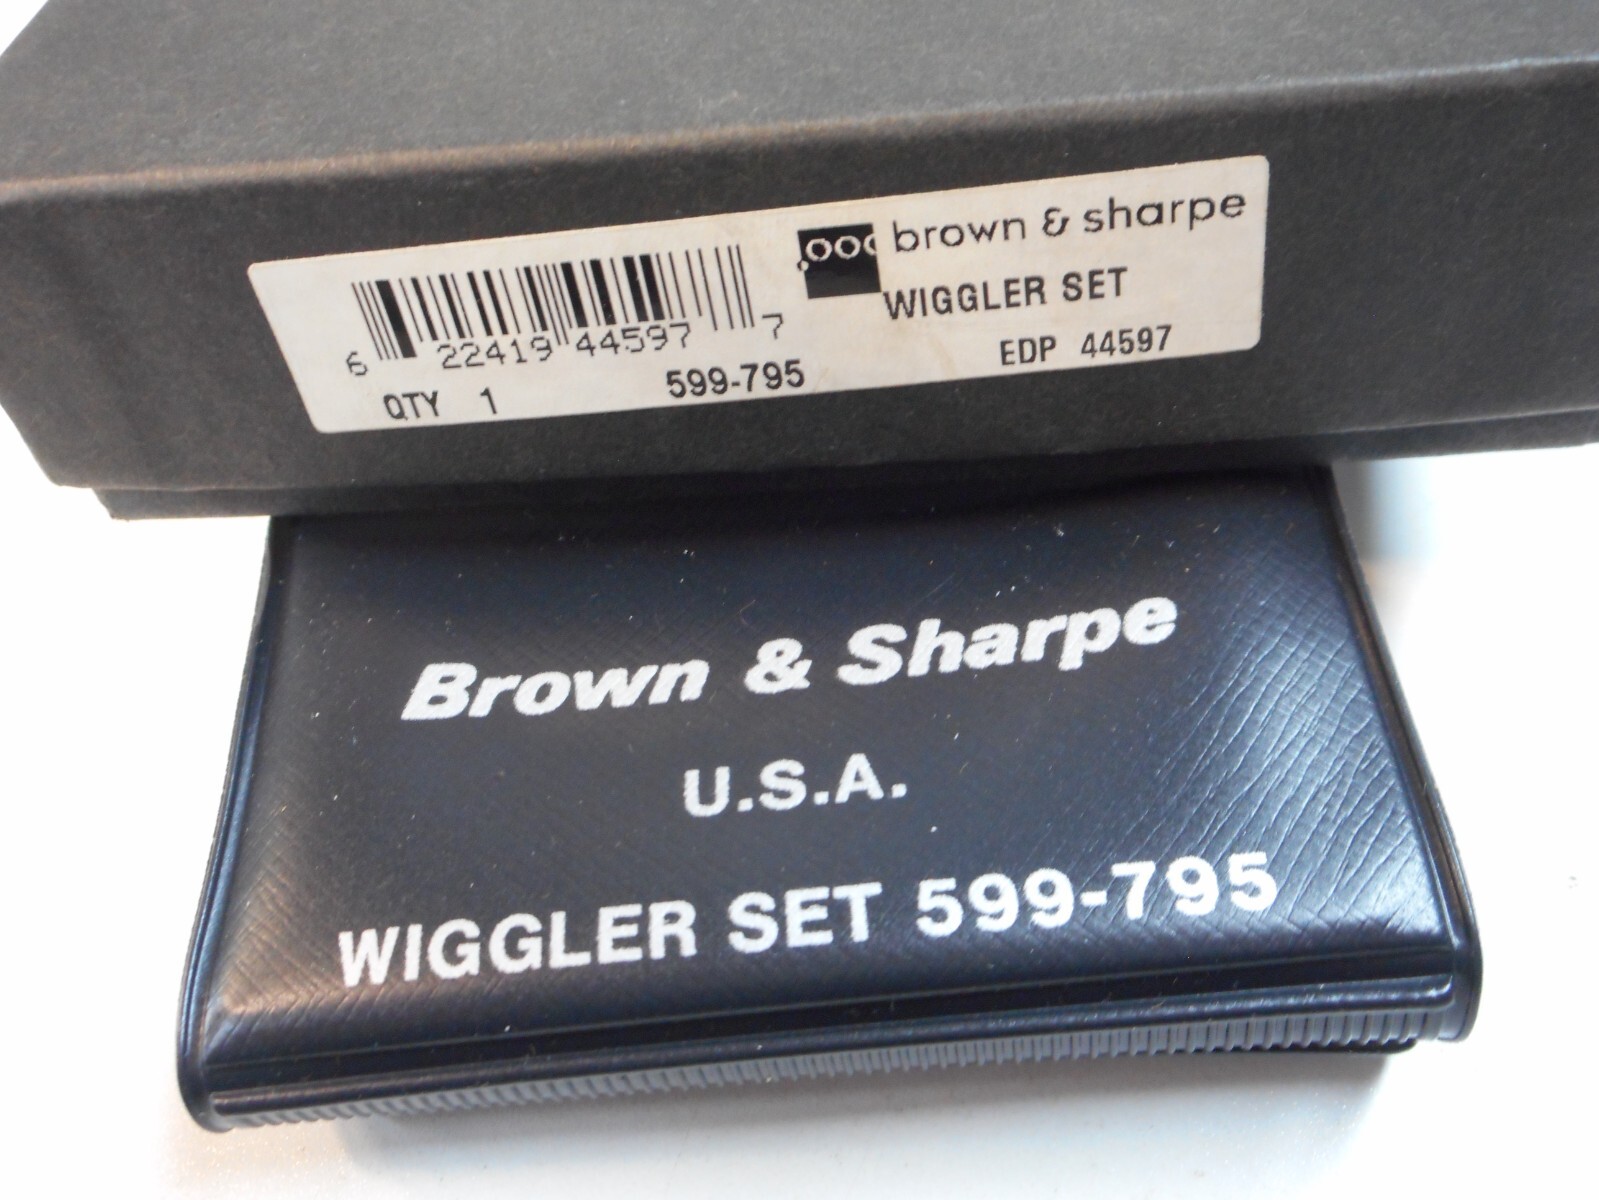 ,000 brown & sharpe
WIGGLER SET
6 22419 44597 7
QTY 1 599-795 EDP 44597
Brown & Sharpe
U.S.A.
WIGGLER SET 599-795